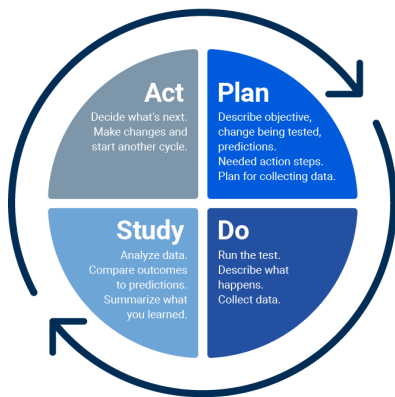 Act
Decide what's next.
Make changes and
start another cycle.
Plan
Describe objective,
change being tested,
predictions.
Needed action steps.
Plan for collecting data.
Study
Analyze data.
Compare outcomes
to predictions.
Summarize what
you learned.
Do
Run the test.
Describe what
happens.
Collect data.